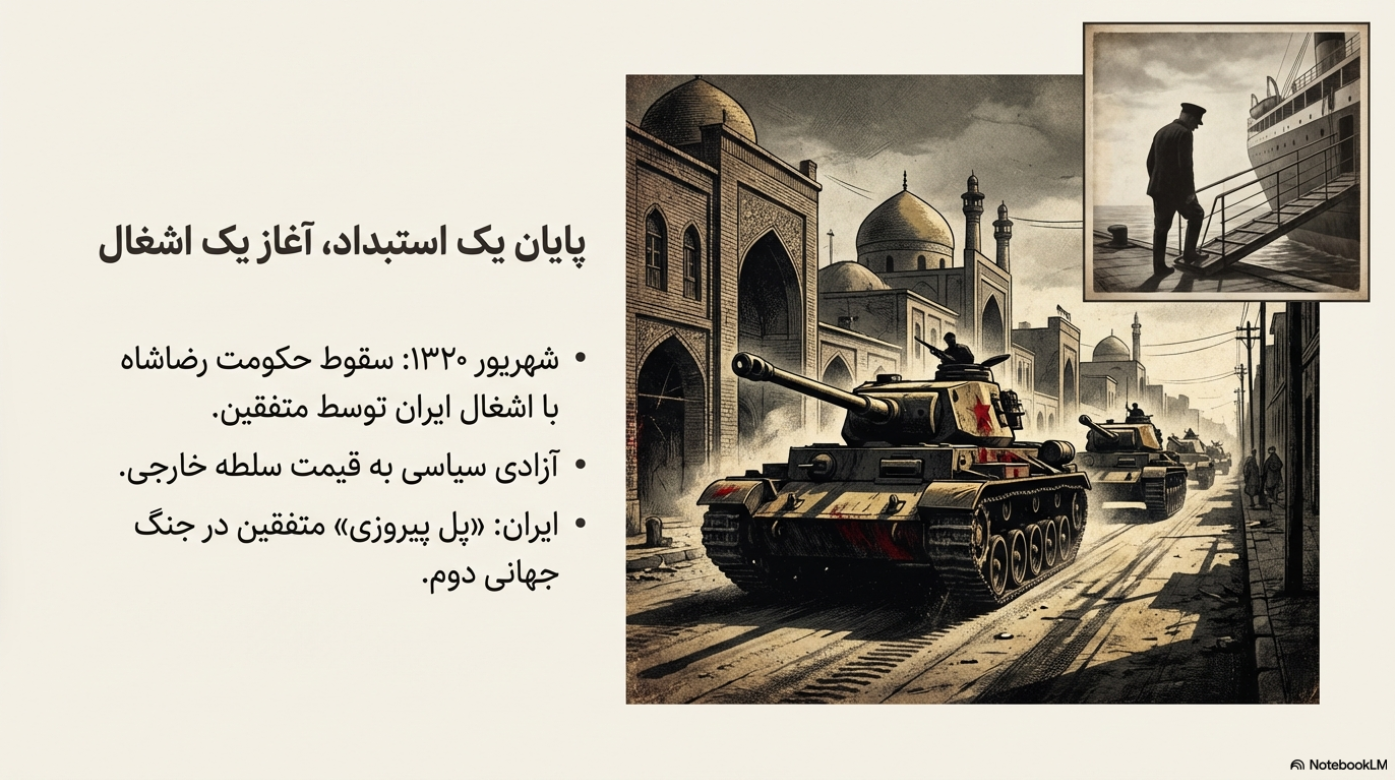 پایان یک استبداد، آغاز یک اشغال
• شهریور ۱۳۲۰: سقوط حکومت رضاشاه
با اشغال ایران توسط متفقین.
• آزادی سیاسی به قیمت سلطه خارجی.
• ایران: «پل پیروزی» متفقین در جنگ
جهانی دوم.
NotebookLM